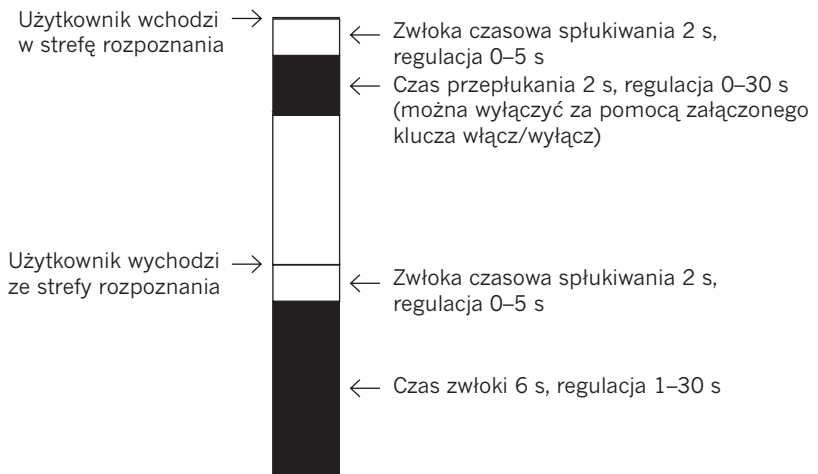 Użytkownik wchodzi
w strefę rozpoznania
Zwłoka czasowa spłukiwania 2 s,
regulacja 0–5 s
Czas przepłukania 2 s, regulacja 0–30 s
(można wyłączyć za pomocą załączonego
klucza włącz/wyłącz)
Użytkownik wychodzi
ze strefy rozpoznania
Zwłoka czasowa spłukiwania 2 s,
regulacja 0–5 s
Czas zwłoki 6 s, regulacja 1–30 s